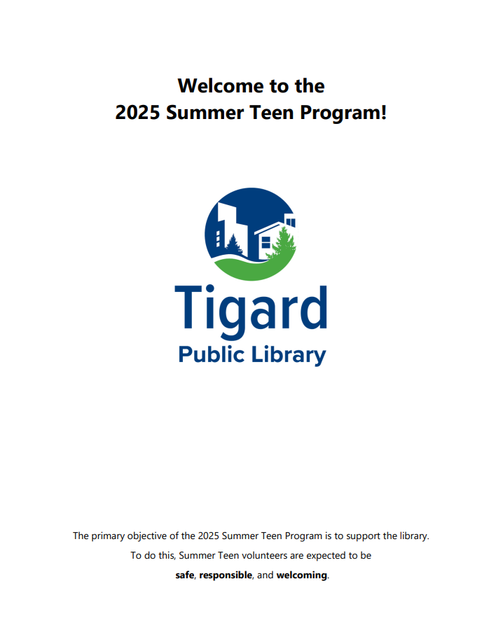 Welcome to the
2025 Summer Teen Program!
Tigard
Public Library
The primary objective of the 2025 Summer Teen Program is to support the library.
To do this, Summer Teen volunteers are expected to be
safe, responsible, and welcoming.